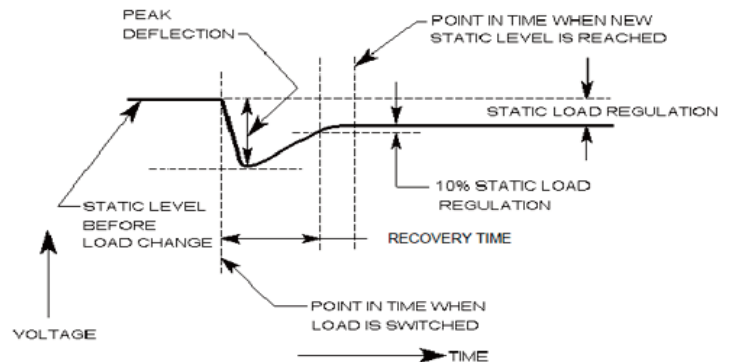 PEAK
DEFLECTION
POINT IN TIME WHEN NEW
STATIC LEVEL IS REACHED
STATIC LOAD REGULATION
10% STATIC LOAD
REGULATION
STATIC LEVEL
BEFORE
LOAD CHANGE
RECOVERY TIME
POINT IN TIME WHEN
LOAD IS SWITCHED
VOLTAGE
TIME